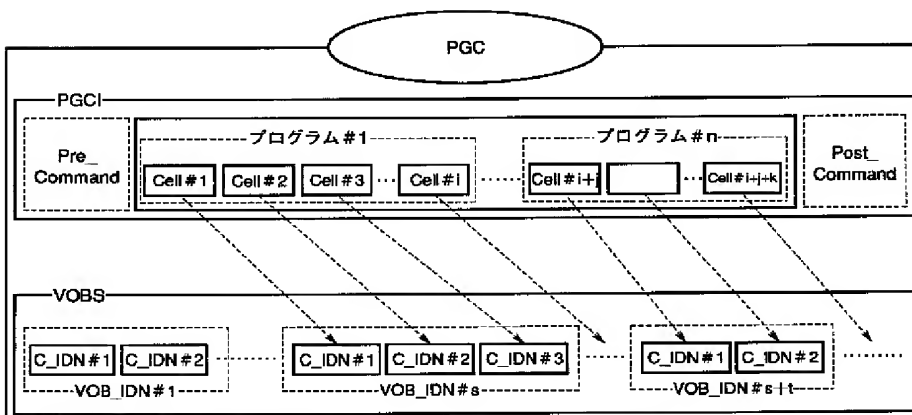 PGC
PGCI
プログラム#1
プログラム#n
Pre_
Command
Cell#1
Cell#2
Cell#3
...
Cell#i
......
Cell#i+j
...
Cell#i+j+k
Post_
Command
VOBS
C_IDN#1
C_IDN#2
......
C_IDN#1
C_IDN#2
C_IDN#3
......
C_IDN#1
C_IDN#2
......
VOB_IDN#1
VOB_IDN#s
VOB_IDN#s+t